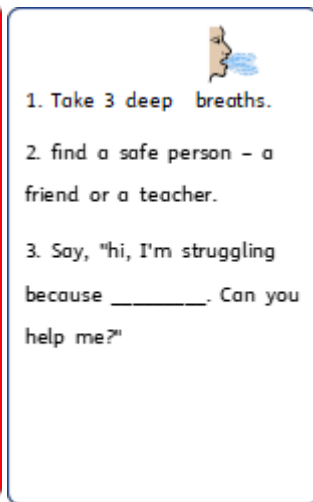 1. Take 3 deep breaths.
2. find a safe person – a
friend or a teacher.
3. Say, "hi, I'm struggling
because _________. Can you
help me?"